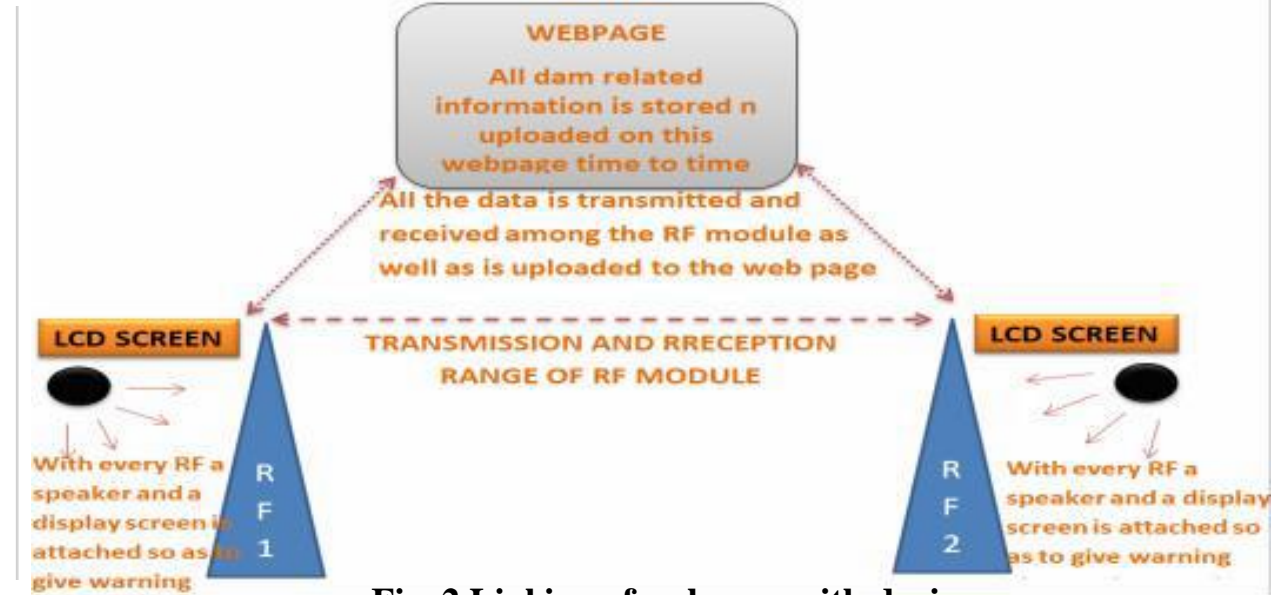 WEBPAGE
All dam related
information is stored n
uploaded on this
webpage time to time
All the data is transmitted and
received among the RF module as
well as is uploaded to the web page
LCD SCREEN
TRANSMISSION AND RRECEPTION
RANGE OF RF MODULE
LCD SCREEN
With every RF a
speaker and a
display screen is
attached so as to
give warning
R
F
1
R
F
2
With every RF a
speaker and a display
screen is attached so
as to give warning